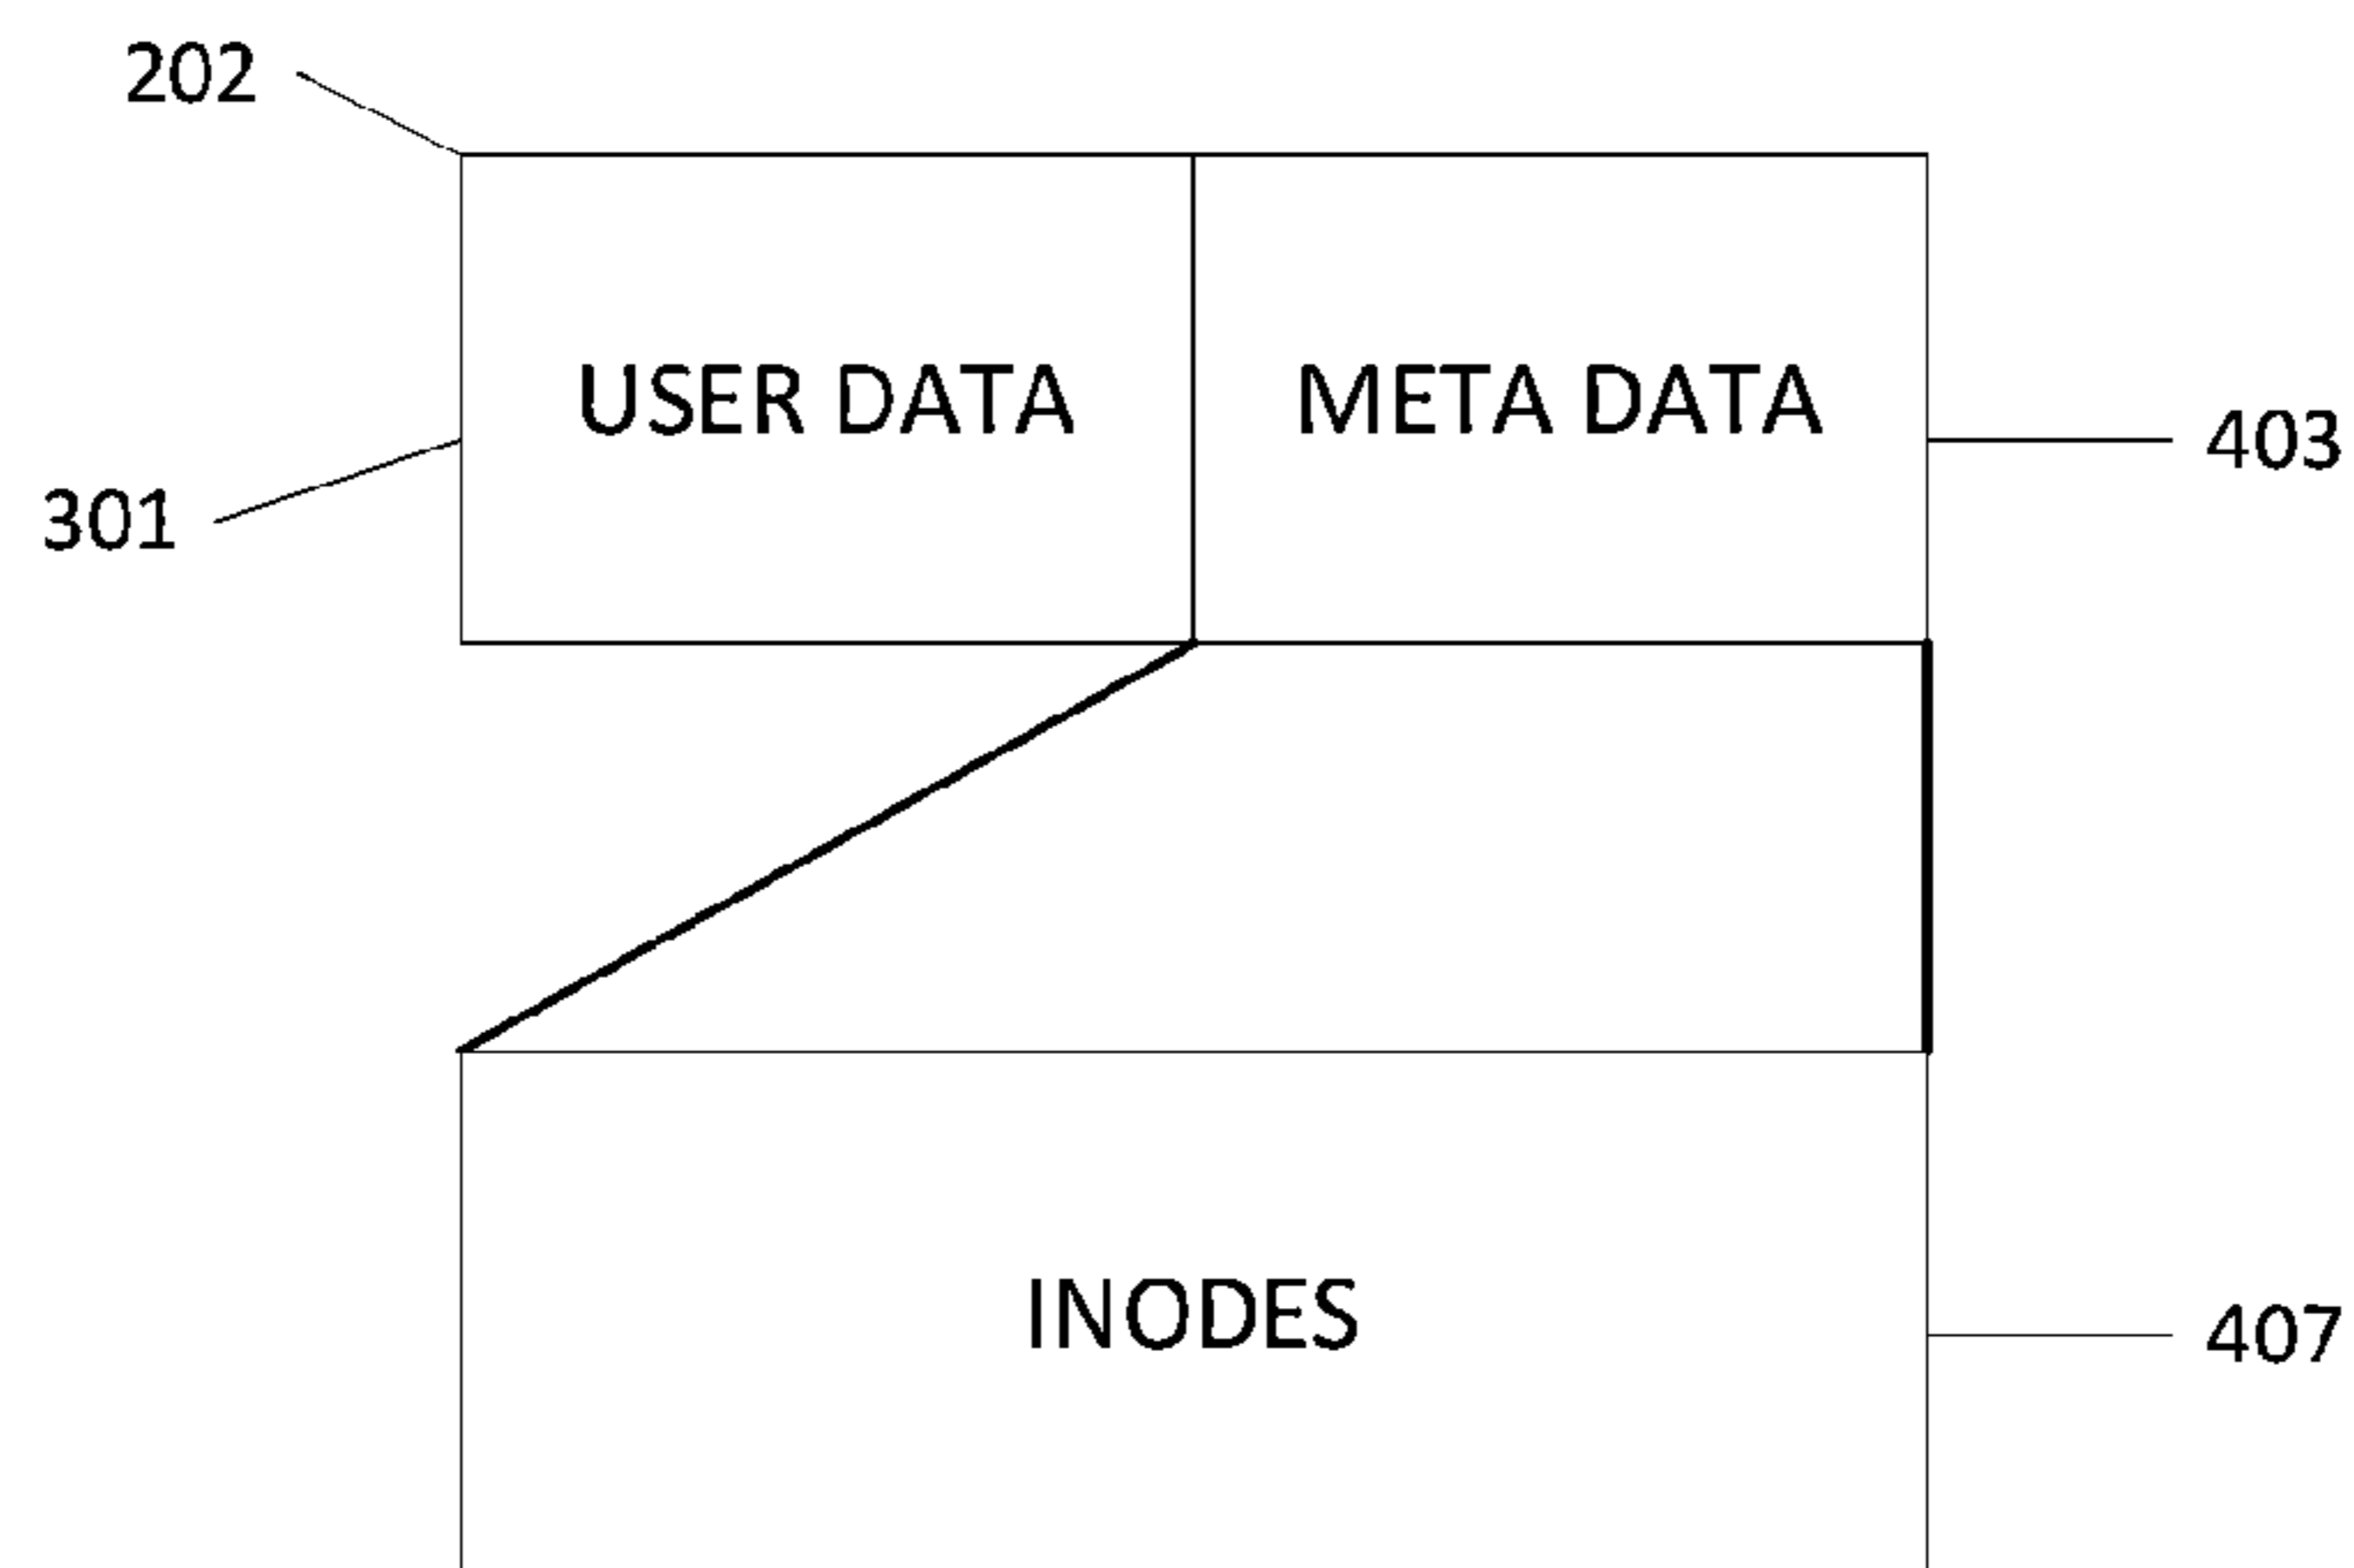 202
USER DATA
META DATA
403
301
INODES
407